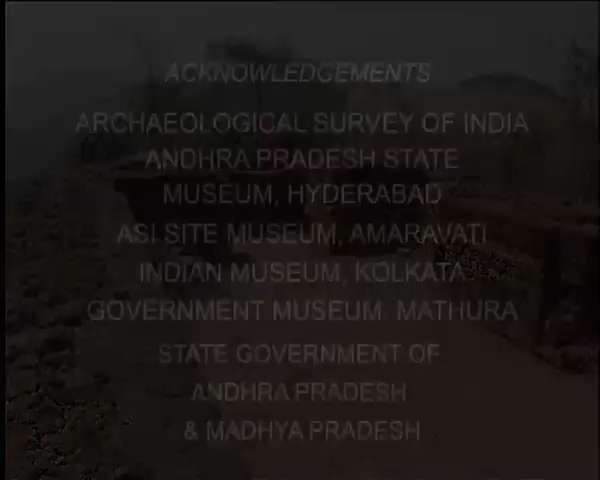 ACKNOWLEDGEMENTS
ARCHAEOLOGICAL SURVEY OF INDIA
ANDHRA PRADESH STATE
MUSEUM, HYDERABAD
ASI SITE MUSEUM, AMARAVATI
INDIAN MUSEUM, KOLKATA
GOVERNMENT MUSEUM, MATHURA
STATE GOVERNMENT OF
ANDHRA PRADESH
& MADHYA PRADESH